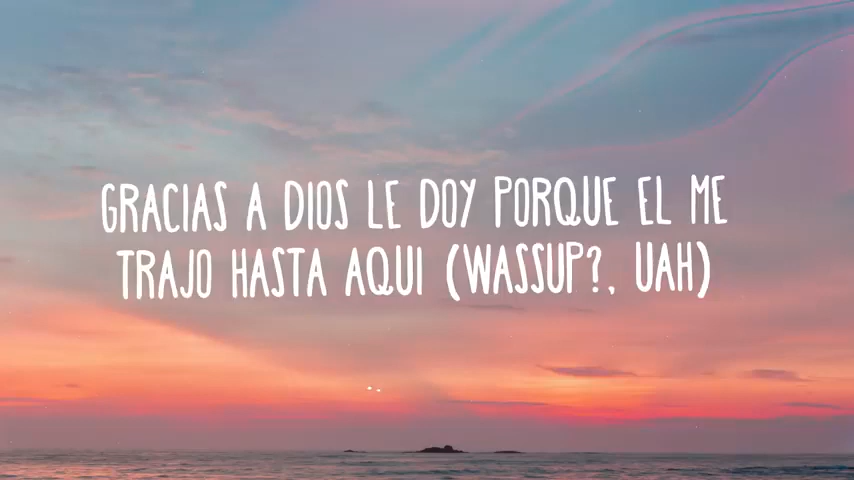 GRACIAS A DIOS LE DOY PORQUE EL ME
TRAJO HASTA AQUI (WASSUP?, UAH)